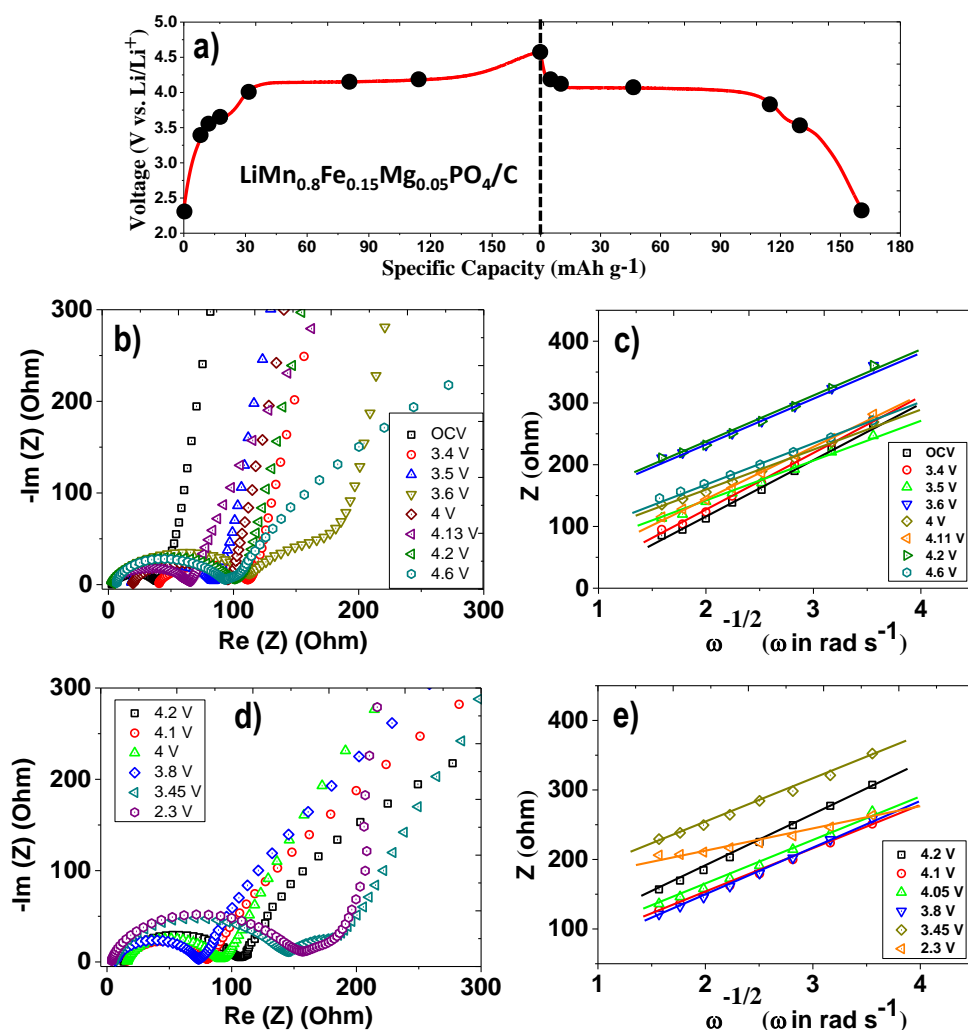 a)
5.0
4.5
4.0
3.5
3.0
2.5
2.0
Voltage (V vs. Li/Li⁺)
LiMn₀.₈Fe₀.₁₅Mg₀.₀₅PO₄/C
0 30 60 90 120 150 0 30 60 90 120 150 180
Specific Capacity (mAh g-1)
b)
300
200
100
0
-Im (Z) (Ohm)
OCV
3.4 V
3.5 V
3.6 V
4 V
4.13 V
4.2 V
4.6 V
0 100 200 300
Re (Z) (Ohm)
c)
400
300
200
100
0
Z (ohm)
OCV
3.4 V
3.5 V
3.6 V
4 V
4.11 V
4.2 V
4.6 V
1 2 3 4
ω⁻¹/² (ω in rad s⁻¹)
d)
300
200
100
0
-Im (Z) (Ohm)
4.2 V
4.1 V
4 V
3.8 V
3.45 V
2.3 V
0 100 200 300
Re (Z) (Ohm)
e)
400
300
200
100
Z (ohm)
4.2 V
4.1 V
4.05 V
3.8 V
3.45 V
2.3 V
1 2 3 4
ω⁻¹/² (ω in rad s⁻¹)